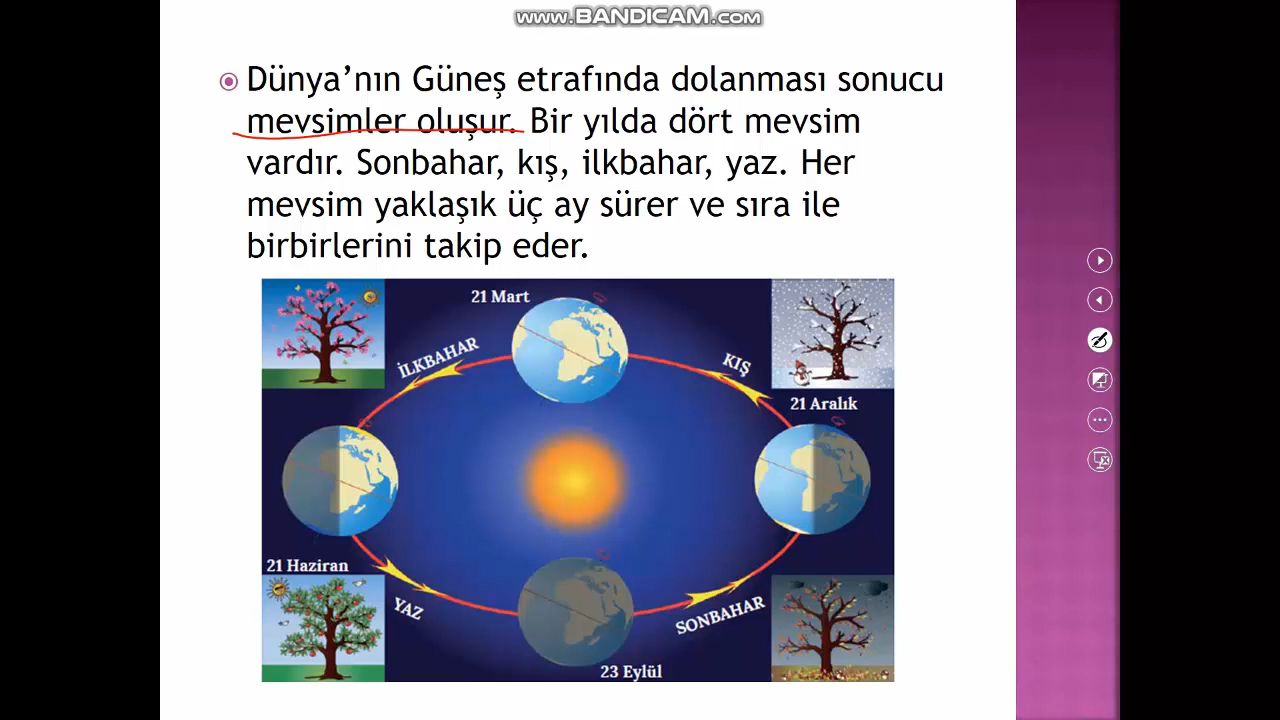 www.BANDICAM.com
Dünya’nın Güneş etrafında dolanması sonucu
mevsimler oluşur. Bir yılda dört mevsim
vardır. Sonbahar, kış, ilkbahar, yaz. Her
mevsim yaklaşık üç ay sürer ve sıra ile
birbirlerini takip eder.
21 Mart
İLKBAHAR
KIŞ
21 Aralık
21 Haziran
YAZ
SONBAHAR
23 Eylül